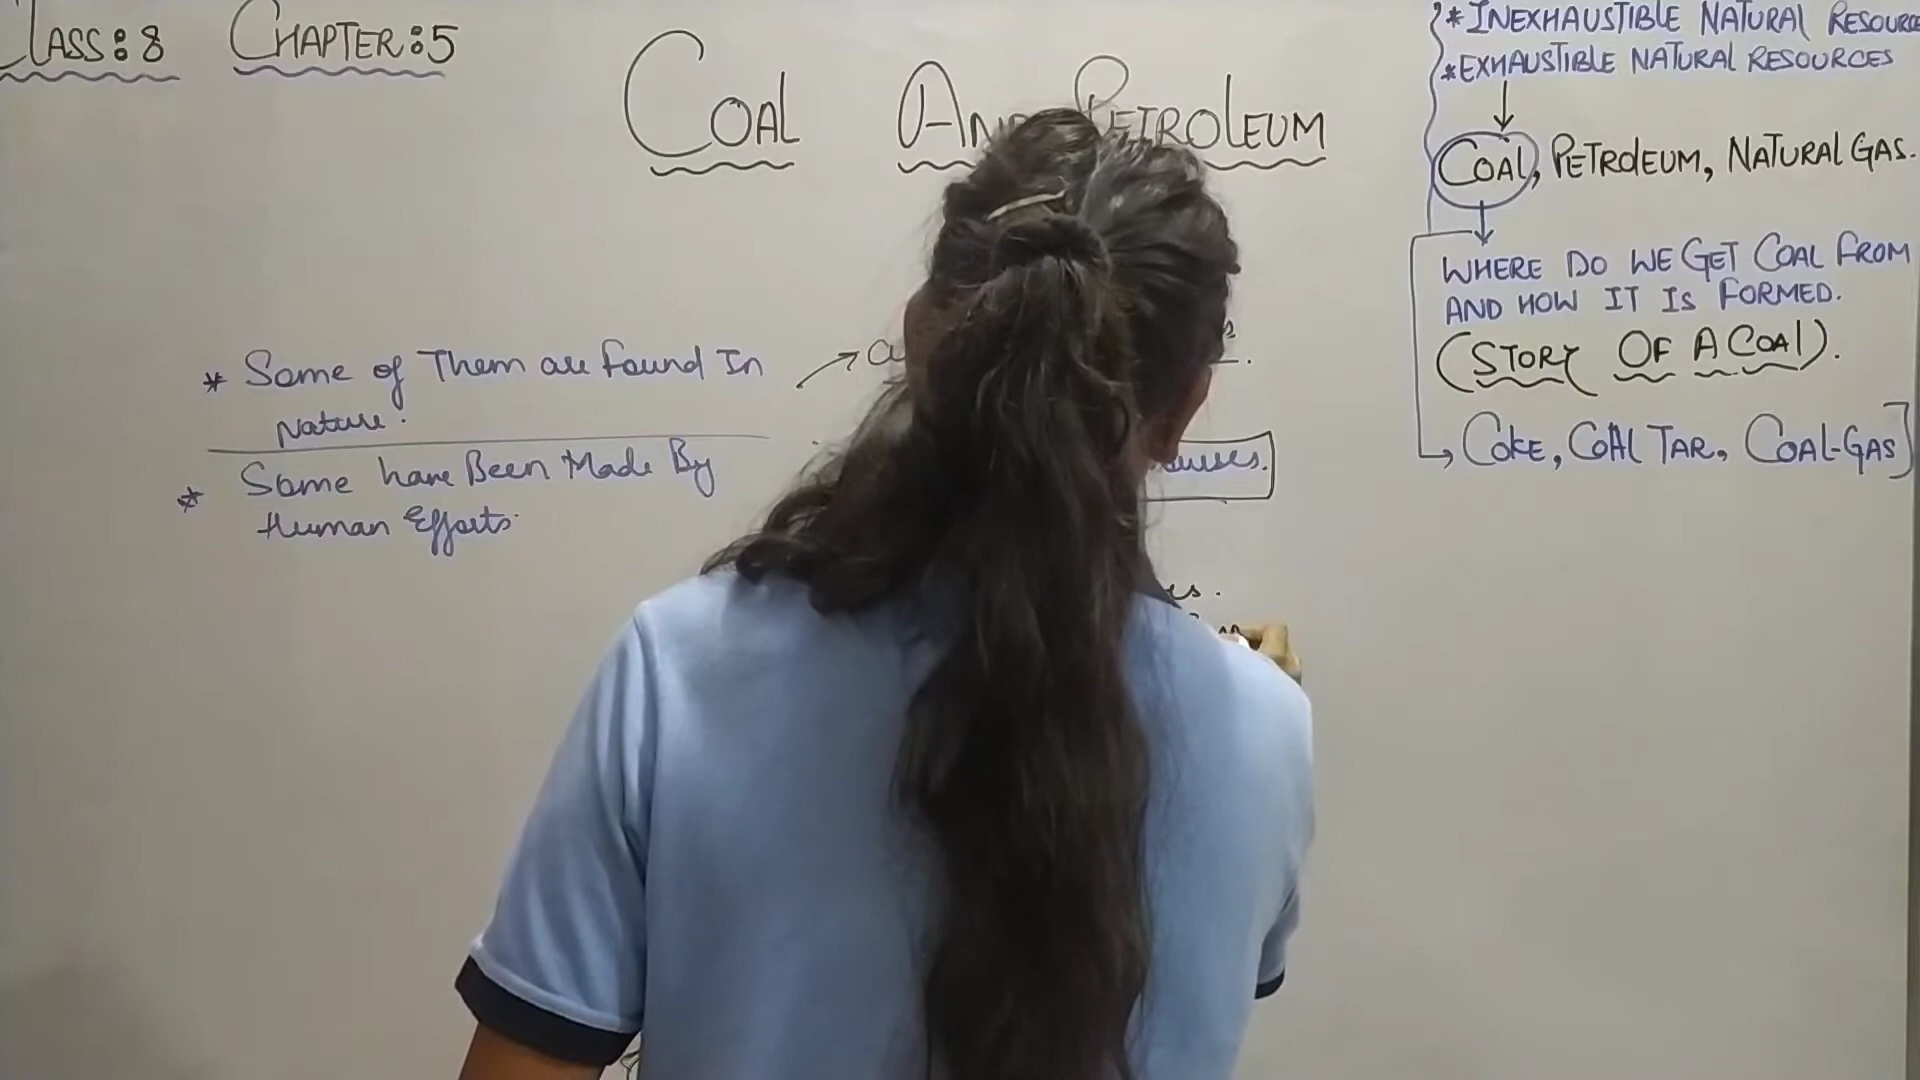 CLASS:8 CHAPTER:5
COAL AND PETROLEUM
* Some of Them are found In
Nature.
* Some have Been Made By
Human Efforts.
* INEXHAUSTIBLE NATURAL RESOURCE
* EXHAUSTIBLE NATURAL RESOURCES
COAL, PETROLEUM, NATURAL GAS.
WHERE DO WE GET COAL FROM
AND HOW IT IS FORMED.
(STORY OF A COAL).
COKE, COAL TAR, COAL-GAS]